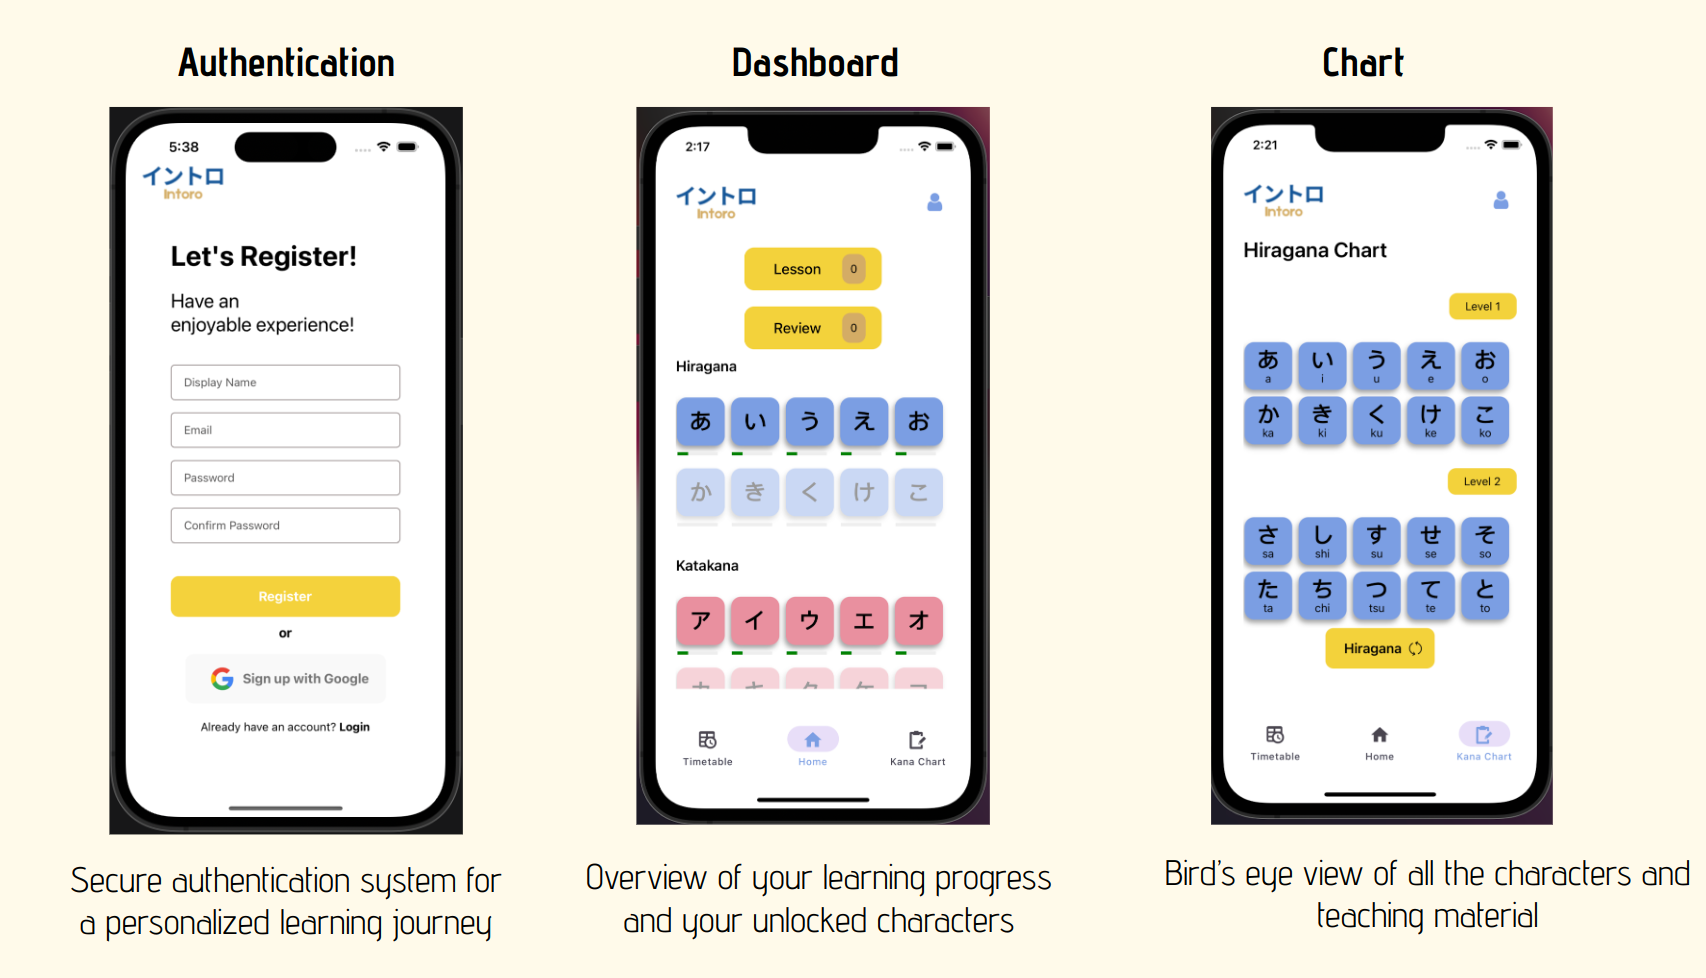 Authentication
5:38
イントロ
Intoro
Let's Register!
Have an
enjoyable experience!
Display Name
Email
Password
Confirm Password
Register
or
Sign up with Google
Already have an account? Login
Secure authentication system for
a personalized learning journey
Dashboard
2:17
イントロ
Intoro
Lesson 0
Review 0
Hiragana
あ い う え お
か き く け こ
Katakana
ア イ ウ エ オ
カ キ ク ケ コ
Timetable Home Kana Chart
Overview of your learning progress
and your unlocked characters
Chart
2:21
イントロ
Intoro
Hiragana Chart
Level 1
あ い う え お
a i u e o
か き く け こ
ka ki ku ke ko
Level 2
さ し す せ そ
sa shi su se so
た ち つ て と
ta chi tsu te to
Hiragana
Timetable Home Kana Chart
Bird's eye view of all the characters and
teaching material